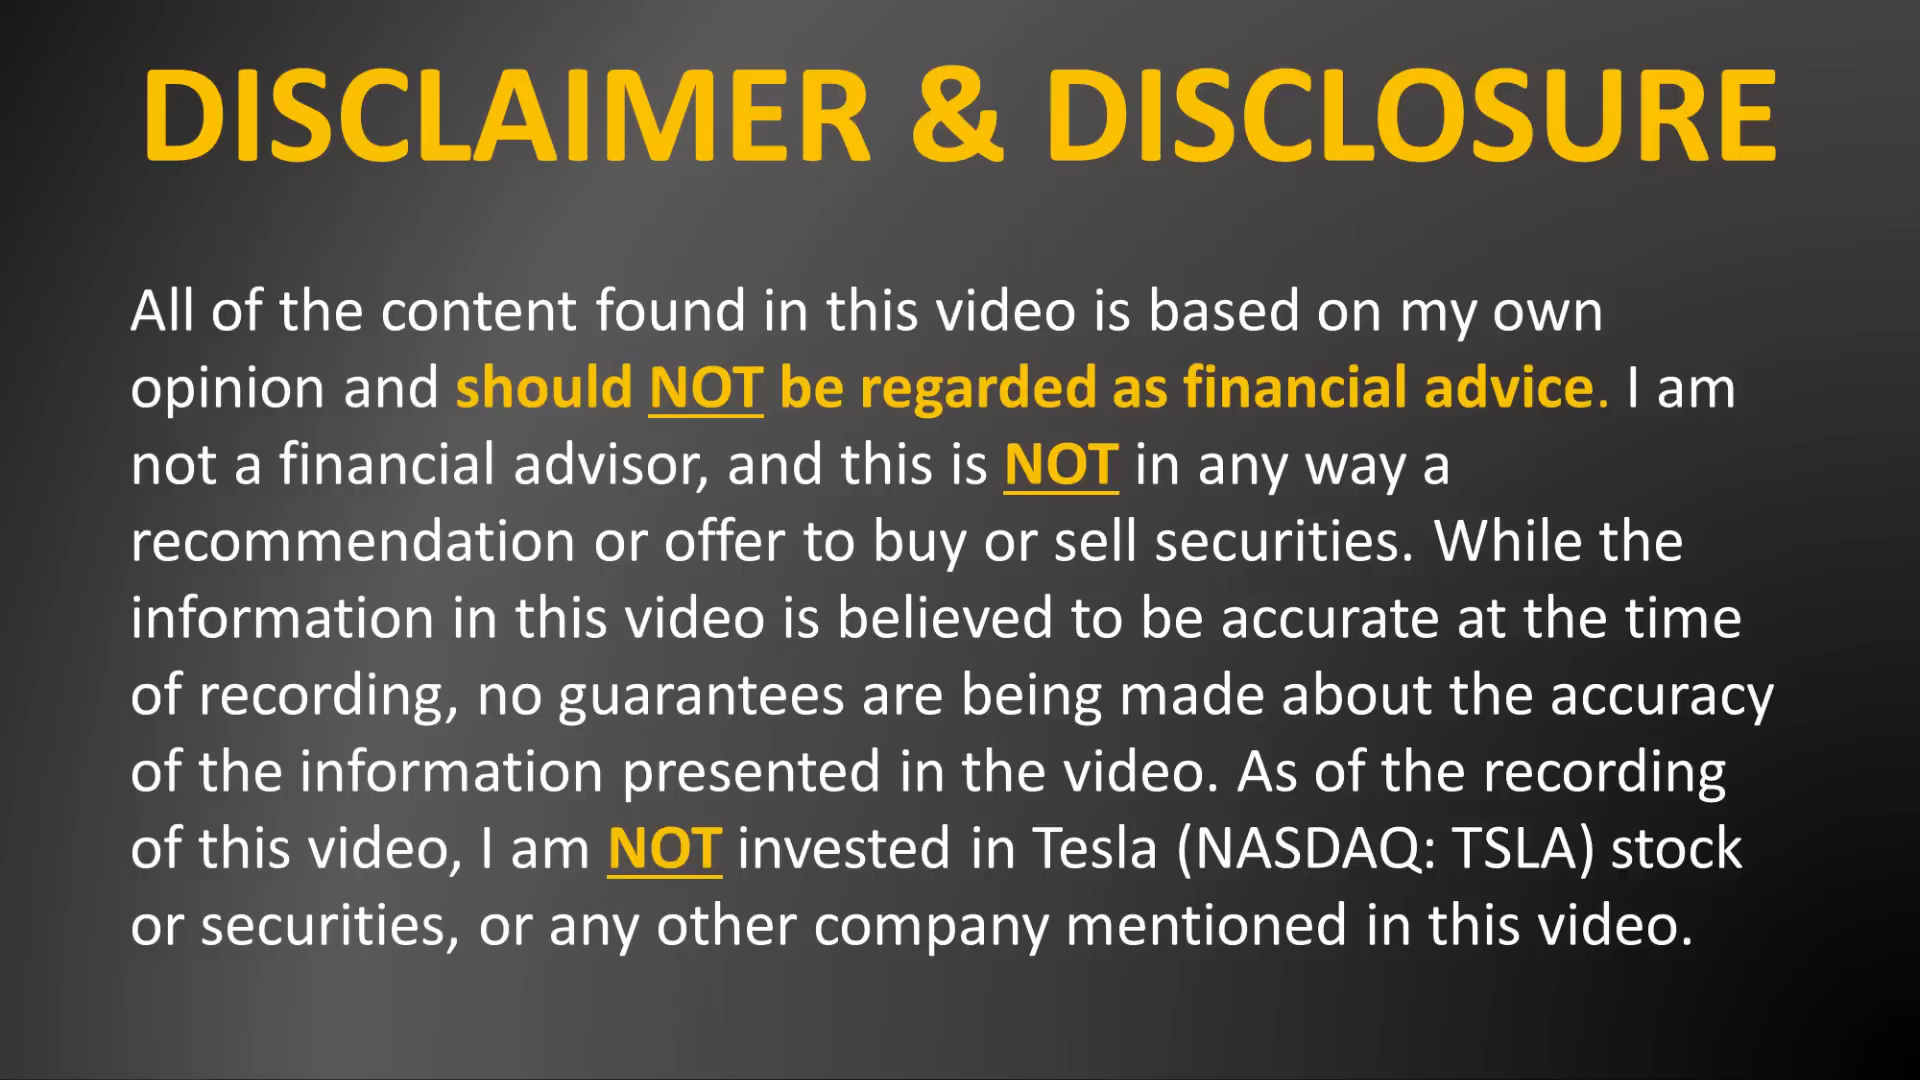 DISCLAIMER & DISCLOSURE
All of the content found in this video is based on my own
opinion and should NOT be regarded as financial advice. I am
not a financial advisor, and this is NOT in any way a
recommendation or offer to buy or sell securities. While the
information in this video is believed to be accurate at the time
of recording, no guarantees are being made about the accuracy
of the information presented in the video. As of the recording
of this video, I am NOT invested in Tesla (NASDAQ: TSLA) stock
or securities, or any other company mentioned in this video.